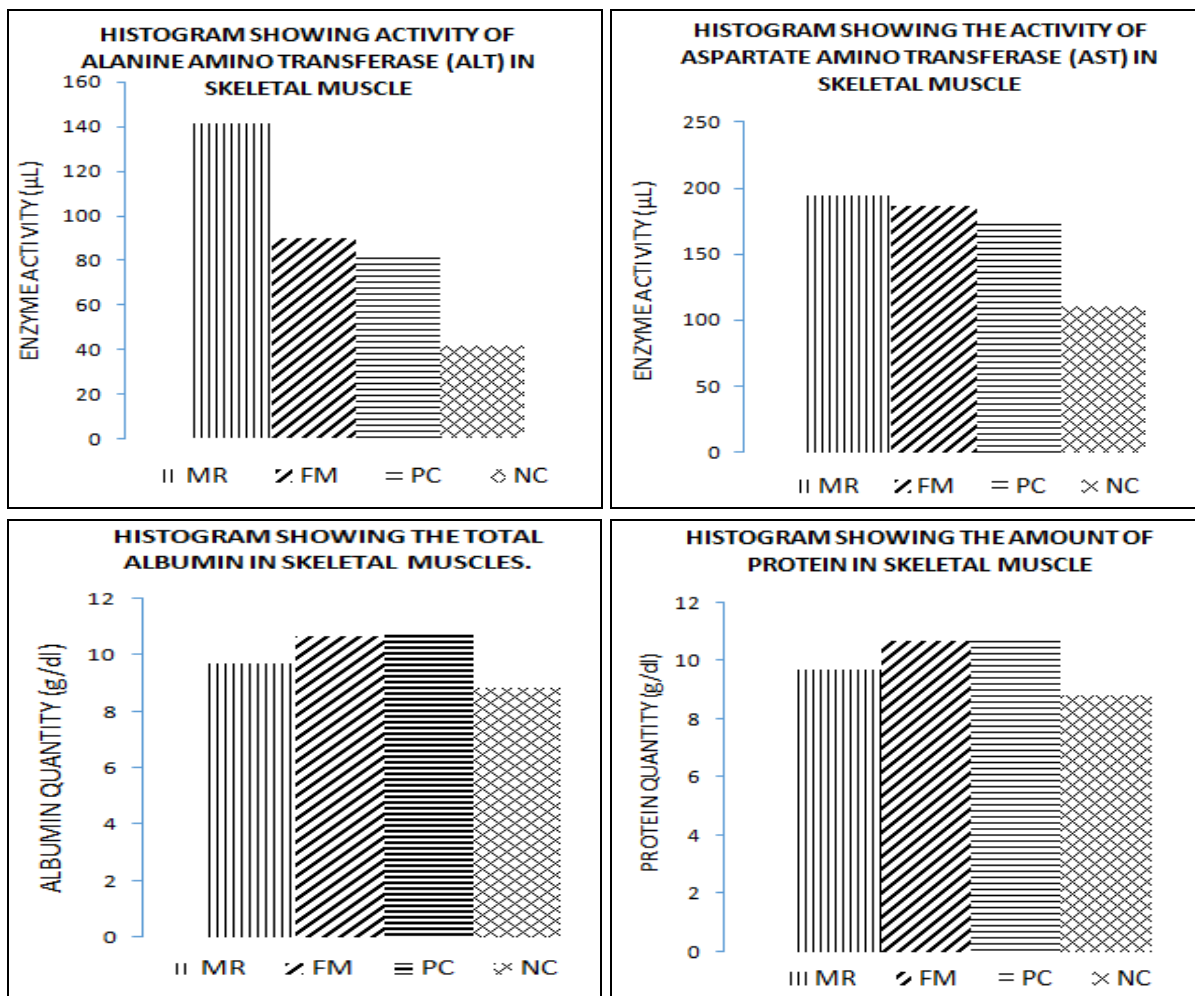 HISTOGRAM SHOWING ACTIVITY OF
ALANINE AMINO TRANSFERASE (ALT) IN
SKELETAL MUSCLE
ENZYME ACTIVITY (µL)
160
140
120
100
80
60
40
20
0
MR FM PC NC
HISTOGRAM SHOWING THE ACTIVITY OF
ASPARTATE AMINO TRANSFERASE (AST) IN
SKELETAL MUSCLE
ENZYME ACTIVITY (µL)
250
200
150
100
50
0
MR FM PC NC
HISTOGRAM SHOWING THE TOTAL
ALBUMIN IN SKELETAL MUSCLES.
ALBUMIN QUANTITY (g/dl)
12
10
8
6
4
2
0
MR FM PC NC
HISTOGRAM SHOWING THE AMOUNT OF
PROTEIN IN SKELETAL MUSCLE
PROTEIN QUANTITY (g/dl)
12
10
8
6
4
2
0
MR FM PC NC